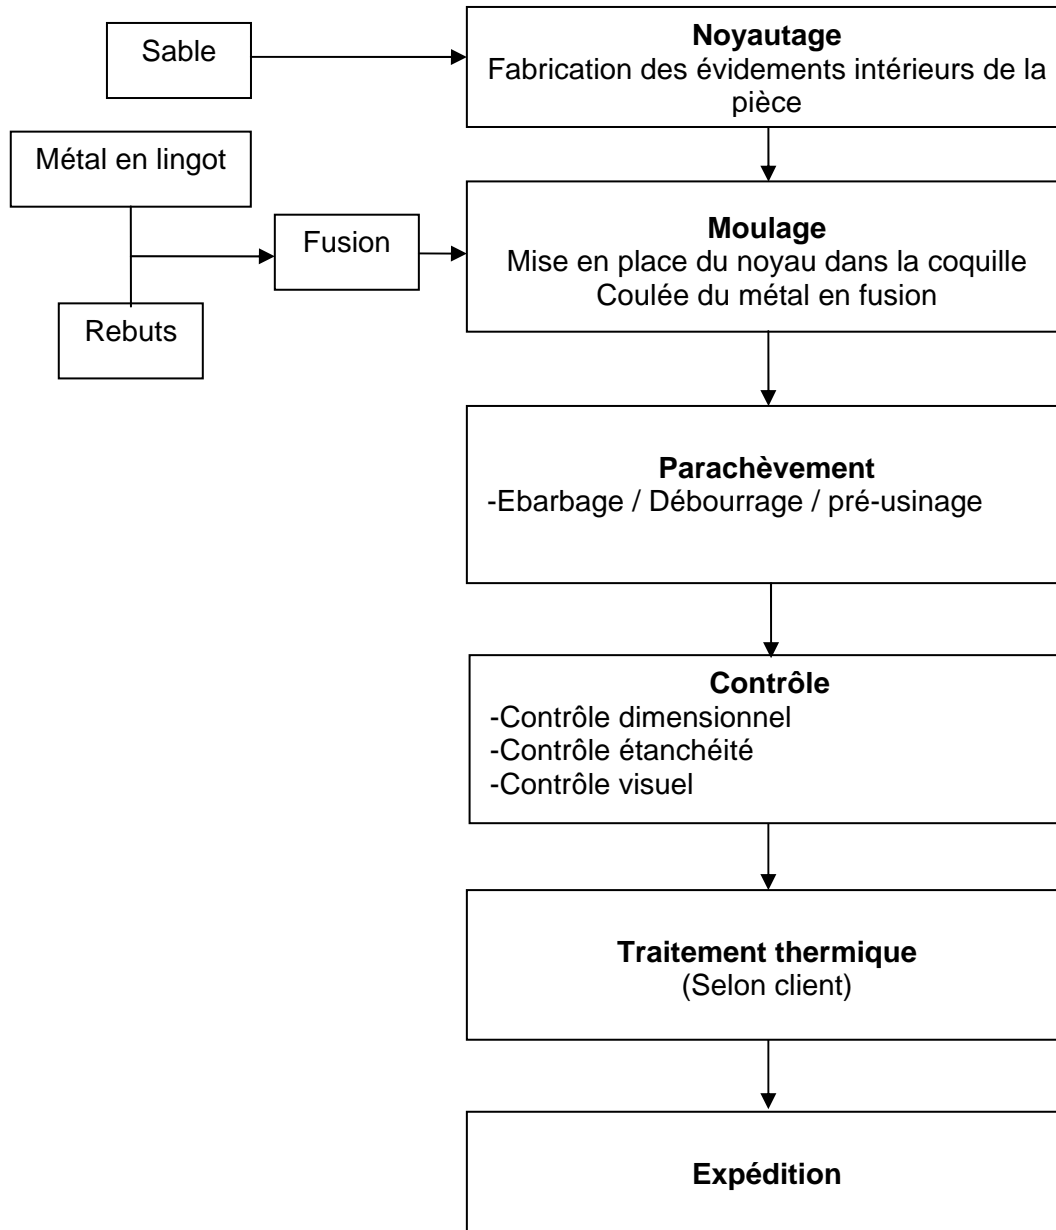 Sable
Noyautage
Fabrication des évidements intérieurs de la
pièce
Métal en lingot
Fusion
Rebuts
Moulage
Mise en place du noyau dans la coquille
Coulée du métal en fusion
Parachèvement
-Ebarbage / Débourrage / pré-usinage
Contrôle
-Contrôle dimensionnel
-Contrôle étanchéité
-Contrôle visuel
Traitement thermique
(Selon client)
Expédition